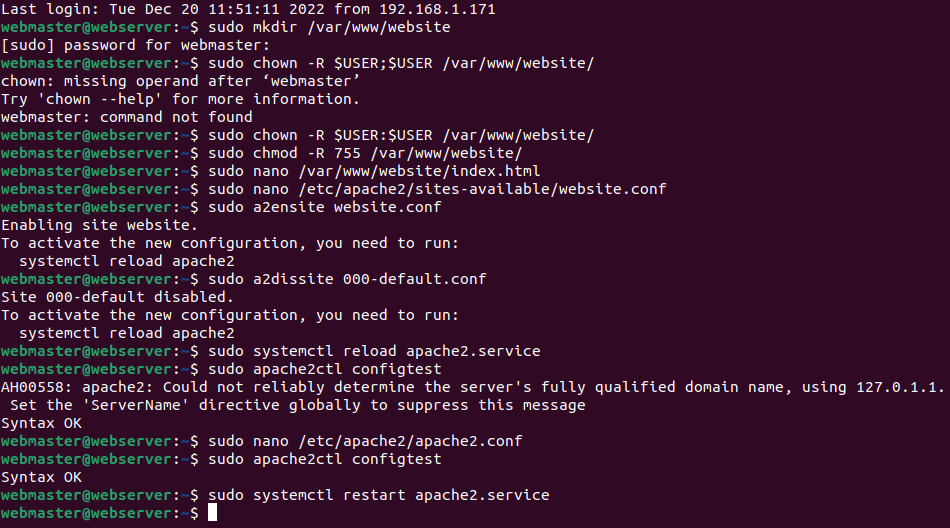 Last login: Tue Dec 20 11:51:11 2022 from 192.168.1.171
webmaster@webserver:~$ sudo mkdir /var/www/website
[sudo] password for webmaster:
webmaster@webserver:~$ sudo chown -R $USER;$USER /var/www/website/
chown: missing operand after ‘webmaster’
Try 'chown --help' for more information.
webmaster: command not found
webmaster@webserver:~$ sudo chown -R $USER:$USER /var/www/website/
webmaster@webserver:~$ sudo chmod -R 755 /var/www/website/
webmaster@webserver:~$ sudo nano /var/www/website/index.html
webmaster@webserver:~$ sudo nano /etc/apache2/sites-available/website.conf
webmaster@webserver:~$ sudo a2ensite website.conf
Enabling site website.
To activate the new configuration, you need to run:
  systemctl reload apache2
webmaster@webserver:~$ sudo a2dissite 000-default.conf
Site 000-default disabled.
To activate the new configuration, you need to run:
  systemctl reload apache2
webmaster@webserver:~$ sudo systemctl reload apache2.service
webmaster@webserver:~$ sudo apache2ctl configtest
AH00558: apache2: Could not reliably determine the server's fully qualified domain name, using 127.0.1.1.
 Set the 'ServerName' directive globally to suppress this message
Syntax OK
webmaster@webserver:~$ sudo nano /etc/apache2/apache2.conf
webmaster@webserver:~$ sudo apache2ctl configtest
Syntax OK
webmaster@webserver:~$ sudo systemctl restart apache2.service
webmaster@webserver:~$